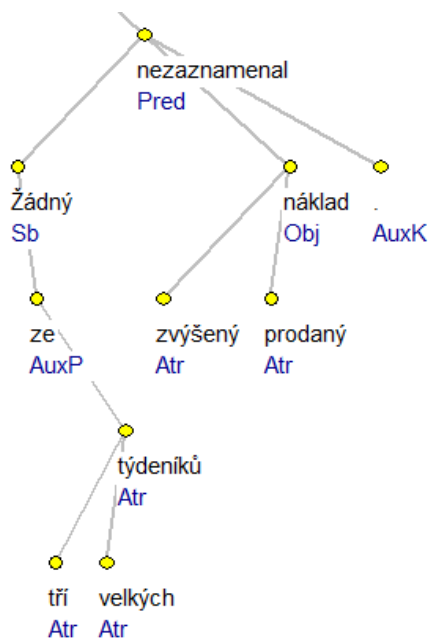 nezaznamenal
Pred
Žádný
náklad
.
Sb
Obj
AuxK
ze
zvýšený
prodaný
AuxP
Atr
Atr
týdeníků
Atr
tří
velkých
Atr
Atr